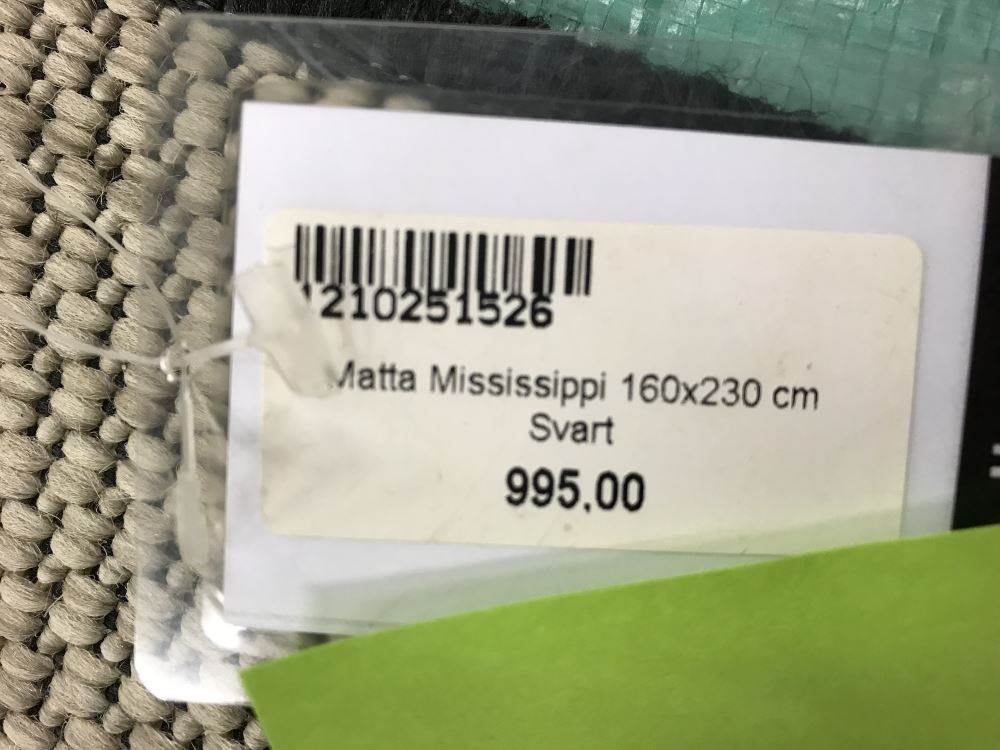 1210251526
Matta Mississippi 160x230 cm
Svart
995,00